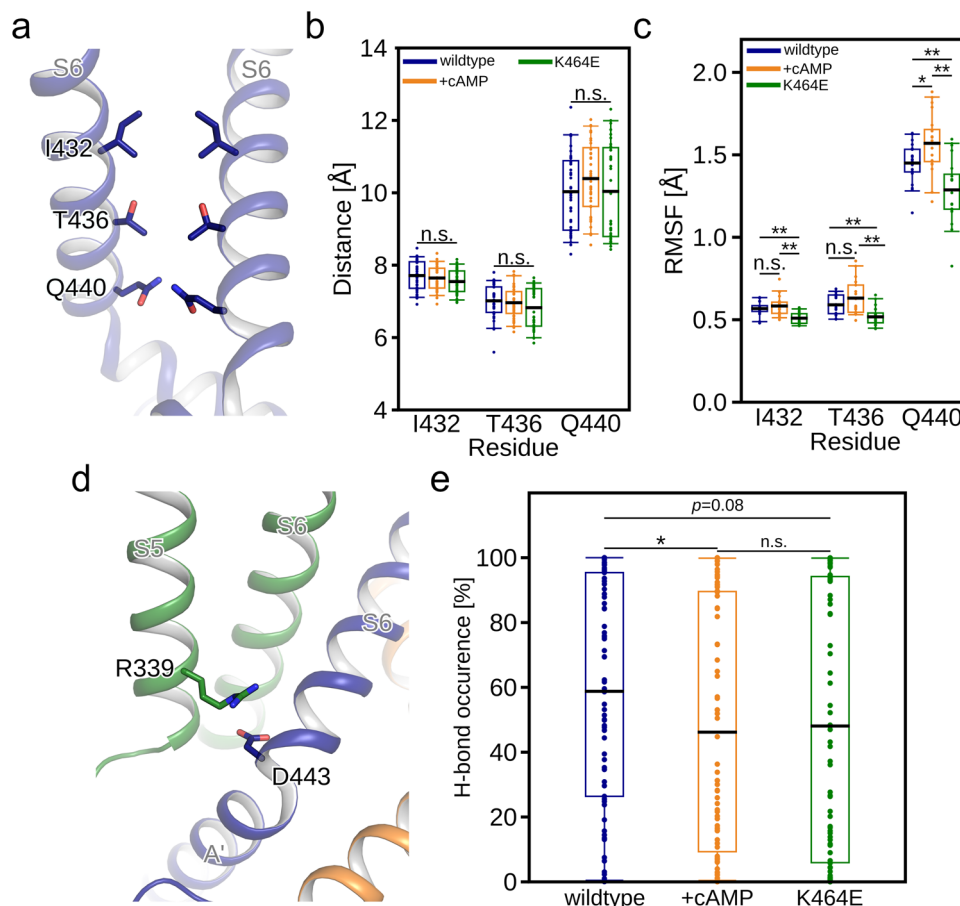 a
S6
S6
I432
T436
Q440
b
14
12
10
8
6
4
Distance [Å]
wildtype
K464E
+cAMP
n.s.
n.s.
n.s.
I432
T436
Q440
Residue
c
2.0
1.5
1.0
0.5
0.0
RMSF [Å]
wildtype
+cAMP
K464E
**
n.s.
**
**
n.s.
**
**
*
**
I432
T436
Q440
Residue
d
S5
S6
S6
R339
D443
A'
e
100
80
60
40
20
0
H-bond occurence [%]
p=0.08
*
n.s.
wildtype
+cAMP
K464E